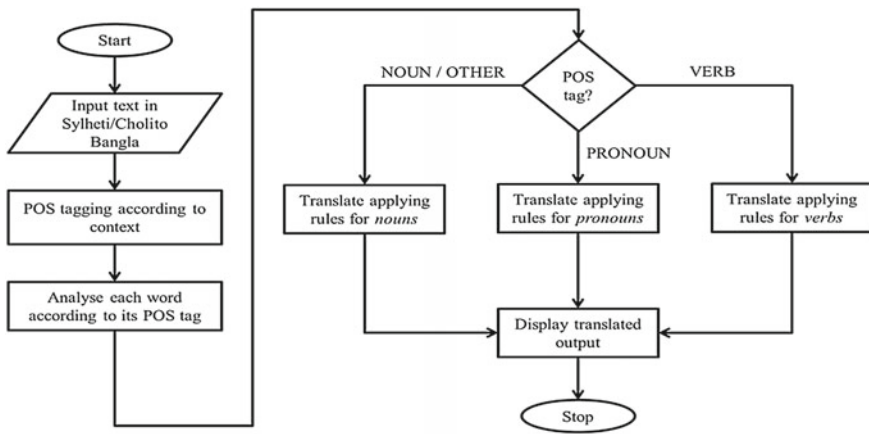 Start
Input text in
Sylheti/Cholito
Bangla
POS tagging according to
context
Analyse each word
according to its POS tag
POS
tag?
NOUN / OTHER
VERB
PRONOUN
Translate applying
rules for nouns
Translate applying
rules for pronouns
Translate applying
rules for verbs
Display translated
output
Stop